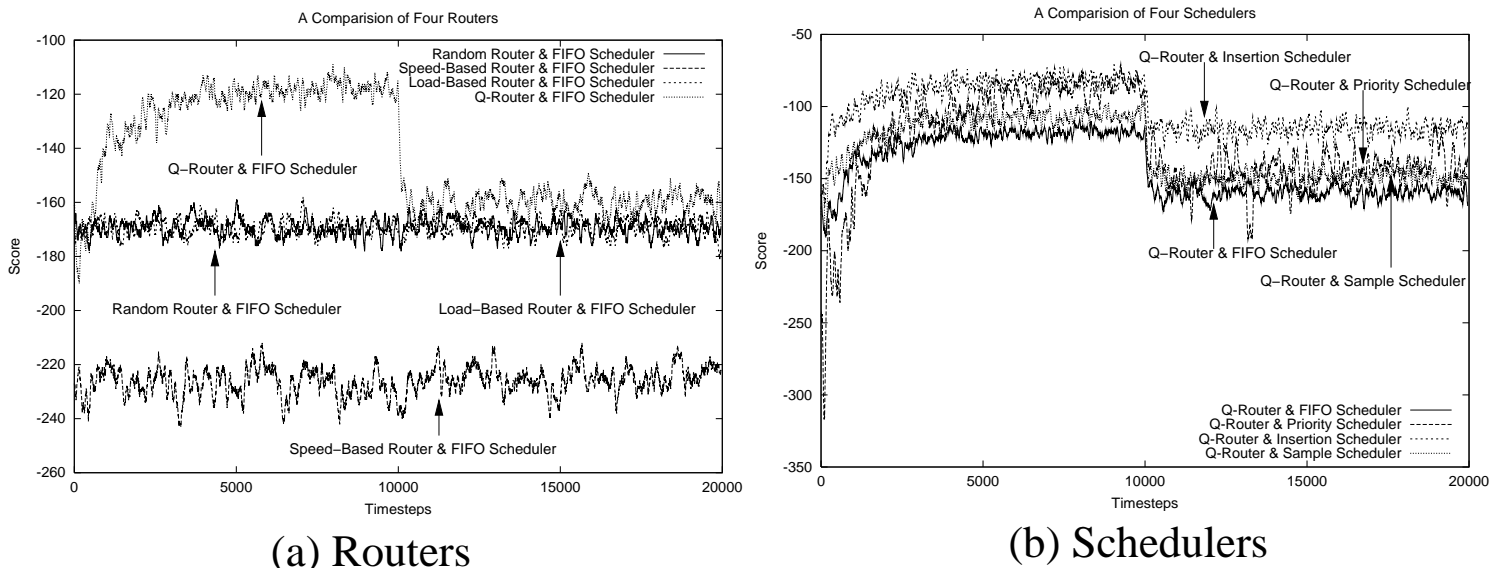 A Comparision of Four Routers
-100
-120
-140
-160
-180
-200
-220
-240
-260
Score
Random Router & FIFO Scheduler
Speed-Based Router & FIFO Scheduler
Load-Based Router & FIFO Scheduler
Q-Router & FIFO Scheduler
Q−Router & FIFO Scheduler
Random Router & FIFO Scheduler
Load−Based Router & FIFO Scheduler
Speed−Based Router & FIFO Scheduler
0 5000 10000 15000 20000
Timesteps
(a) Routers
A Comparision of Four Schedulers
-50
-100
-150
-200
-250
-300
-350
Score
Q−Router & Insertion Scheduler
Q−Router & Priority Scheduler
Q−Router & FIFO Scheduler
Q−Router & Sample Scheduler
Q-Router & FIFO Scheduler
Q-Router & Priority Scheduler
Q-Router & Insertion Scheduler
Q-Router & Sample Scheduler
0 5000 10000 15000 20000
Timesteps
(b) Schedulers